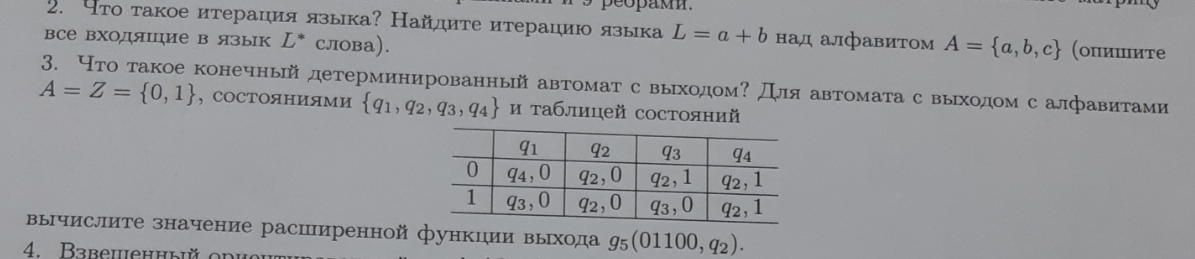 и 9 ребрами.
2. Что такое итерация языка? Найдите итерацию языка L = a + b над алфавитом A = {a, b, c} (опишите
все входящие в язык L* слова).
3. Что такое конечный детерминированный автомат с выходом? Для автомата с выходом с алфавитами
A = Z = {0, 1}, состояниями {q₁, q₂, q₃, q₄} и таблицей состояний
q₁ q₂ q₃ q₄
0 q₄, 0 q₂, 0 q₂, 1 q₂, 1
1 q₃, 0 q₂, 0 q₃, 0 q₂, 1
вычислите значение расширенной функции выхода g₅(01100, q₂).
4. Взвешенный